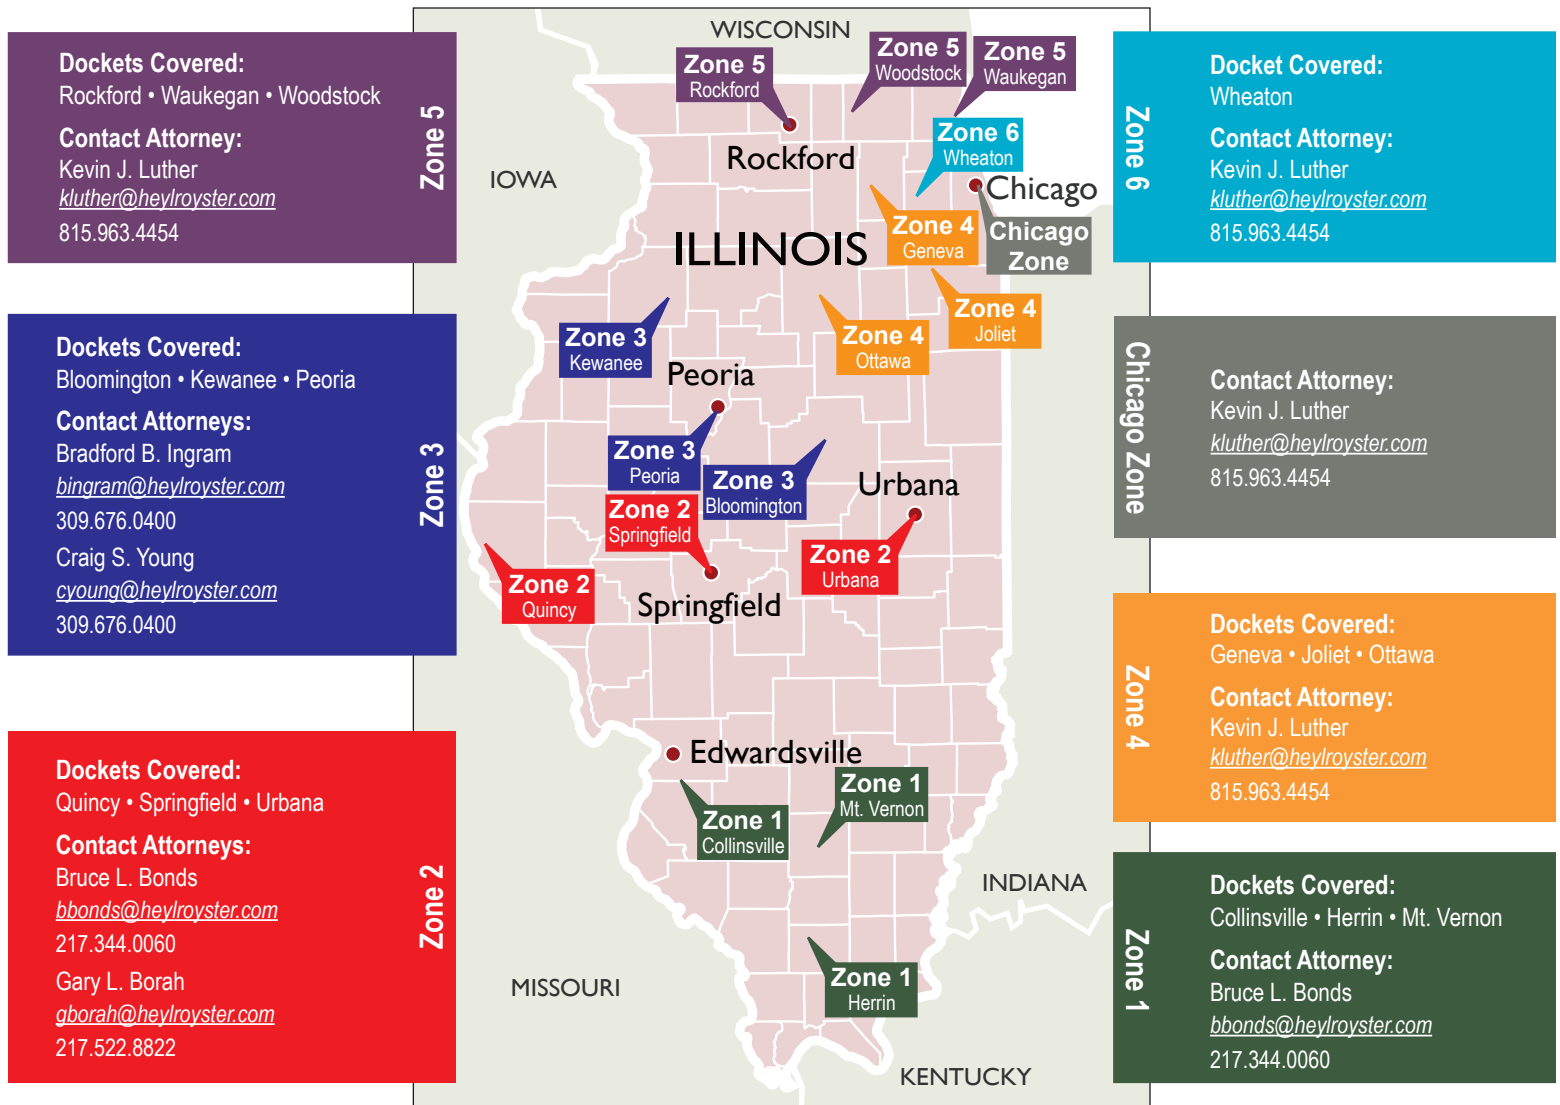 Dockets Covered:
Rockford • Waukegan • Woodstock
Contact Attorney:
Kevin J. Luther
kluther@heylroyster.com
815.963.4454
Zone 5
Dockets Covered:
Bloomington • Kewanee • Peoria
Contact Attorneys:
Bradford B. Ingram
bingram@heylroyster.com
309.676.0400
Craig S. Young
cyoung@heylroyster.com
309.676.0400
Zone 3
Dockets Covered:
Quincy • Springfield • Urbana
Contact Attorneys:
Bruce L. Bonds
bbonds@heylroyster.com
217.344.0060
Gary L. Borah
gborah@heylroyster.com
217.522.8822
Zone 2
WISCONSIN
Zone 5
Rockford
Zone 5
Woodstock
Zone 5
Waukegan
Zone 6
Wheaton
Rockford
IOWA
Chicago
Zone 4
Geneva
Chicago
Zone
ILLINOIS
Zone 4
Joliet
Zone 3
Kewanee
Zone 4
Ottawa
Peoria
Zone 3
Peoria
Zone 3
Bloomington
Urbana
Zone 2
Springfield
Zone 2
Urbana
Zone 2
Quincy
Springfield
Edwardsville
Zone 1
Mt. Vernon
Zone 1
Collinsville
INDIANA
Zone 1
Herrin
MISSOURI
KENTUCKY
Zone 6
Docket Covered:
Wheaton
Contact Attorney:
Kevin J. Luther
kluther@heylroyster.com
815.963.4454
Chicago Zone
Contact Attorney:
Kevin J. Luther
kluther@heylroyster.com
815.963.4454
Zone 4
Dockets Covered:
Geneva • Joliet • Ottawa
Contact Attorney:
Kevin J. Luther
kluther@heylroyster.com
815.963.4454
Zone 1
Dockets Covered:
Collinsville • Herrin • Mt. Vernon
Contact Attorney:
Bruce L. Bonds
bbonds@heylroyster.com
217.344.0060